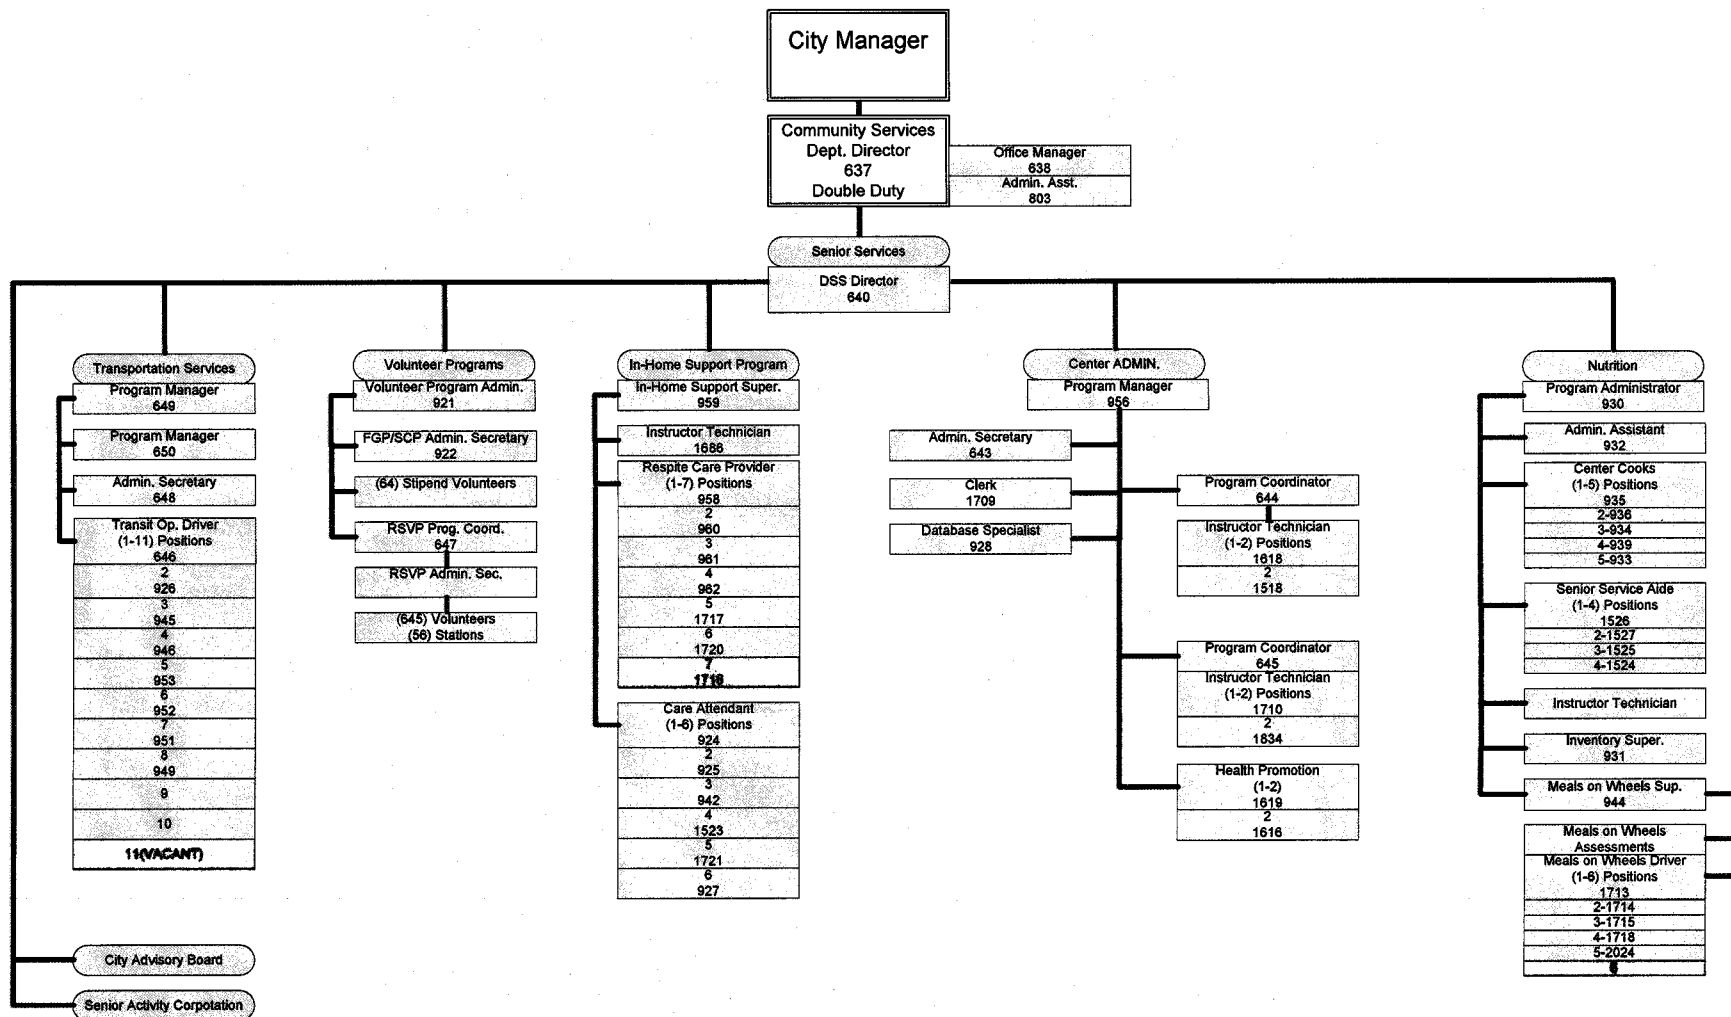 City Manager
Community Services
Dept. Director
637
Double Duty
Office Manager
638
Admin. Asst.
803
Senior Services
DSS Director
640
Transportation Services
Program Manager
649
Program Manager
650
Admin. Secretary
648
Transit Op. Driver
(1-11) Positions
646
2
926
3
945
4
946
5
953
6
952
7
951
8
949
9
10
11(VACANT)
City Advisory Board
Senior Activity Corpotation
Volunteer Programs
Volunteer Program Admin.
921
FGP/SCP Admin. Secretary
922
(64) Stipend Volunteers
RSVP Prog. Coord.
647
RSVP Admin. Sec.
(645) Volunteers
(56) Stations
In-Home Support Program
In-Home Support Super.
959
Instructor Technician
1686
Respite Care Provider
(1-7) Positions
958
2
960
3
961
4
962
5
1717
6
1720
7
1716
Care Attendant
(1-6) Positions
924
2
925
3
942
4
1523
5
1721
6
927
Center ADMIN.
Program Manager
956
Admin. Secretary
643
Clerk
1709
Database Specialist
928
Program Coordinator
644
Instructor Technician
(1-2) Positions
1618
2
1518
Program Coordinator
645
Instructor Technician
(1-2) Positions
1710
2
1834
Health Promotion
(1-2)
1619
2
1616
Nutrition
Program Administrator
930
Admin. Assistant
932
Center Cooks
(1-5) Positions
935
2-936
3-934
4-939
5-933
Senior Service Aide
(1-4) Positions
1526
2-1527
3-1525
4-1524
Instructor Technician
Inventory Super.
931
Meals on Wheels Sup.
944
Meals on Wheels
Assessments
Meals on Wheels Driver
(1-6) Positions
1713
2-1714
3-1715
4-1718
5-2024
6